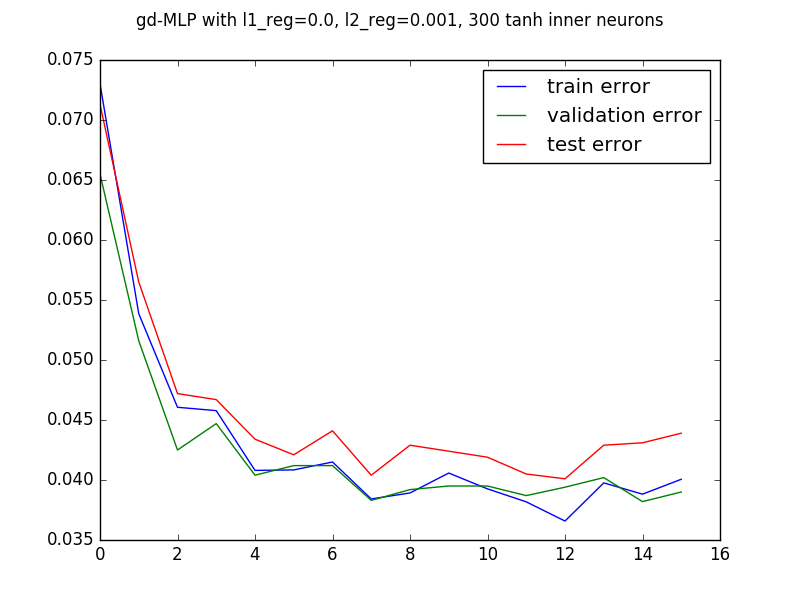 gd-MLP with l1_reg=0.0, l2_reg=0.001, 300 tanh inner neurons
0.075
0.070
0.065
0.060
0.055
0.050
0.045
0.040
0.035
train error
validation error
test error
0 2 4 6 8 10 12 14 16